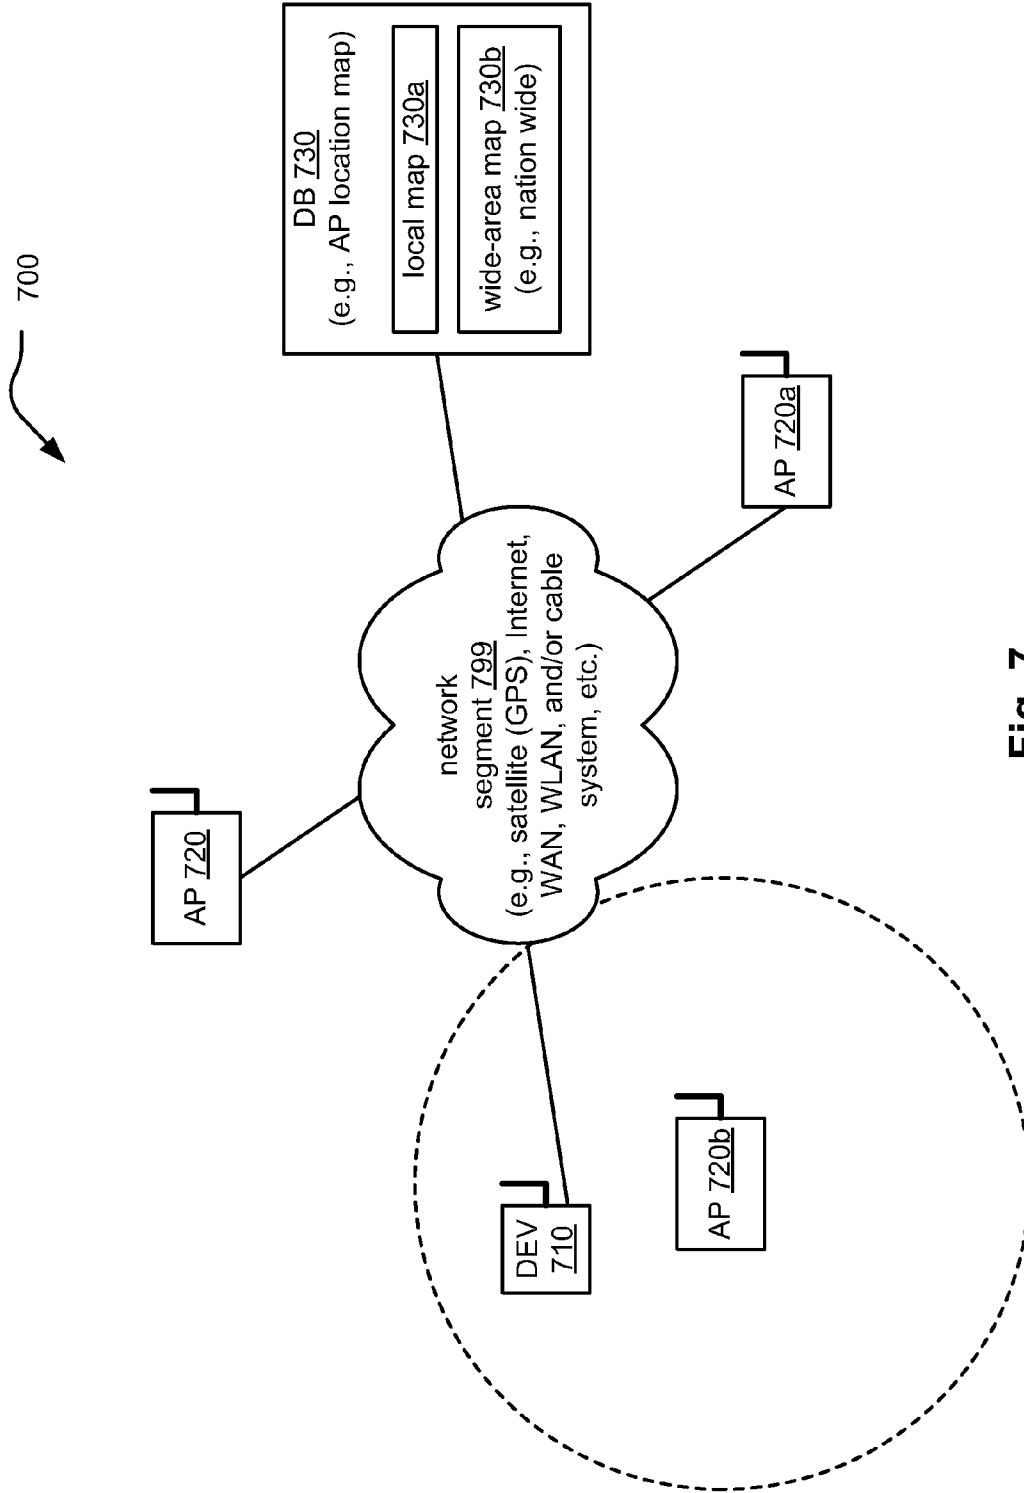 700
DB 730
(e.g., AP location map)
local map 730a
wide-area map 730b
(e.g., nation wide)
AP 720
network
segment 799
(e.g., satellite (GPS), Internet,
WAN, WLAN, and/or cable
system, etc.)
AP 720a
DEV
710
AP 720b
Fig. 7